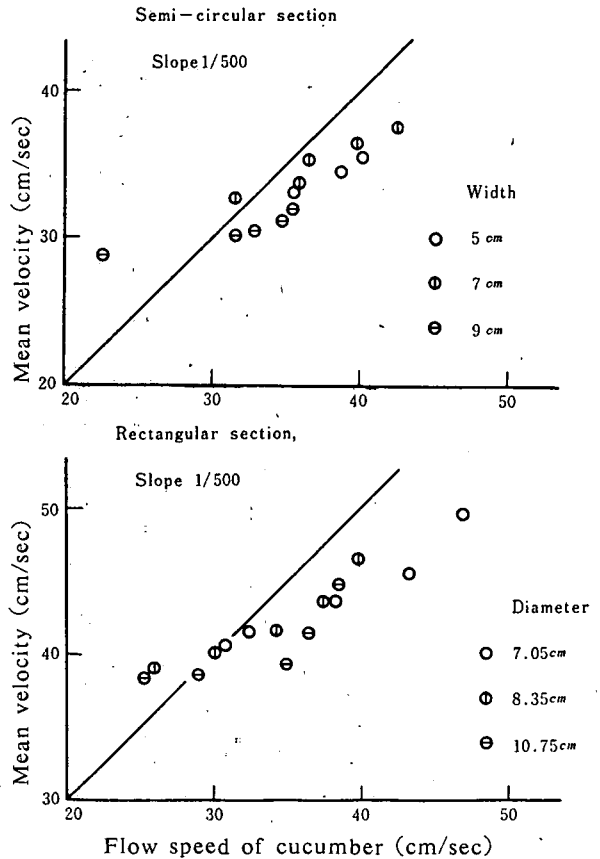 Semi-circular section
Slope 1/500
Mean velocity (cm/sec)
40
30
20
Width
5 cm
7 cm
9 cm
20 30 40 50
Rectangular section,
Slope 1/500
Mean velocity (cm/sec)
50
40
30
Diameter
7.05cm
8.35cm
10.75cm
20 30 40 50
Flow speed of cucumber (cm/sec)